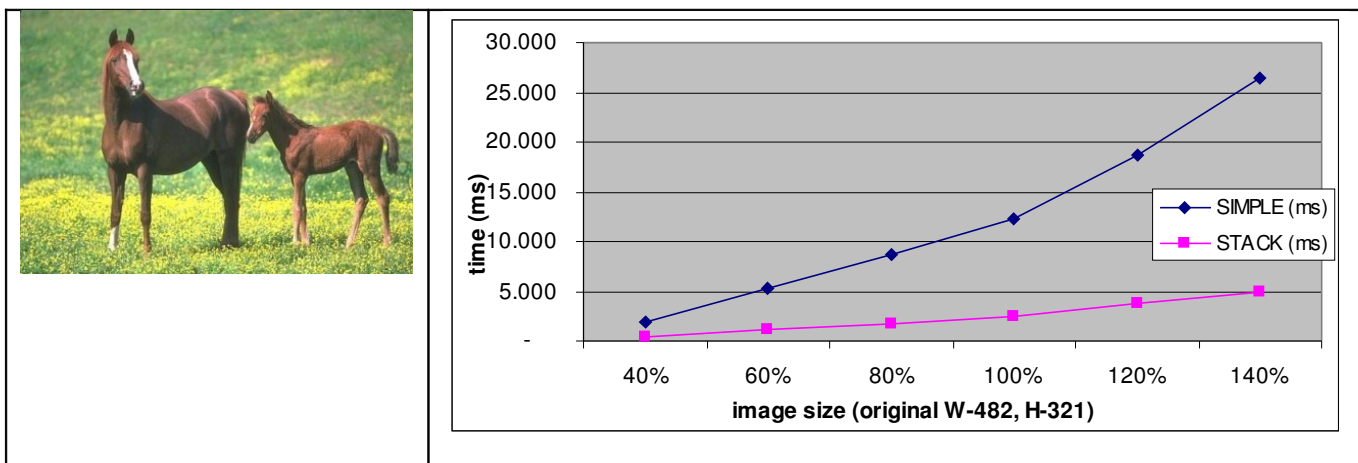 30.000
25.000
20.000
15.000
10.000
5.000
-
time (ms)
40% 60% 80% 100% 120% 140%
image size (original W-482, H-321)
SIMPLE (ms)
STACK (ms)